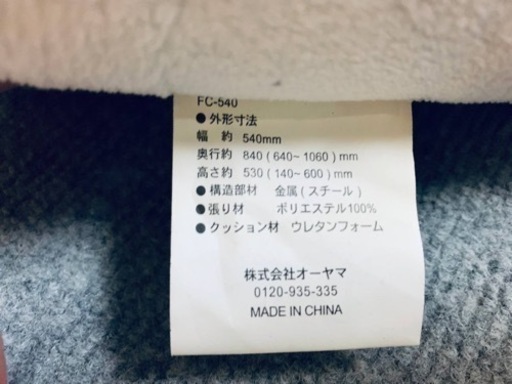 FC-540
● 外形寸法
幅 約 540mm
奥行約 840 ( 640~ 1060 ) mm
高さ約 530 ( 140~ 600 ) mm
● 構造部材 金属 ( スチール )
● 張り材 ポリエステル100%
● クッション材 ウレタンフォーム
株式会社オーヤマ
0120-935-335
MADE IN CHINA